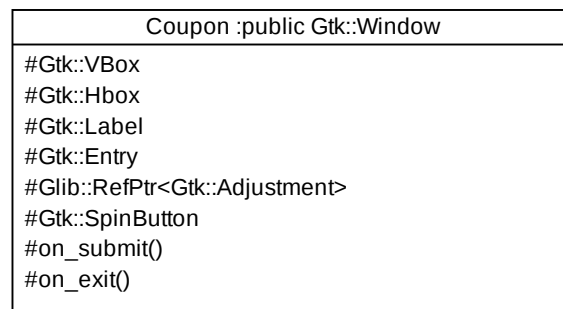 Coupon :public Gtk::Window
#Gtk::VBox
#Gtk::Hbox
#Gtk::Label
#Gtk::Entry
#Glib::RefPtr<Gtk::Adjustment>
#Gtk::SpinButton
#on_submit()
#on_exit()